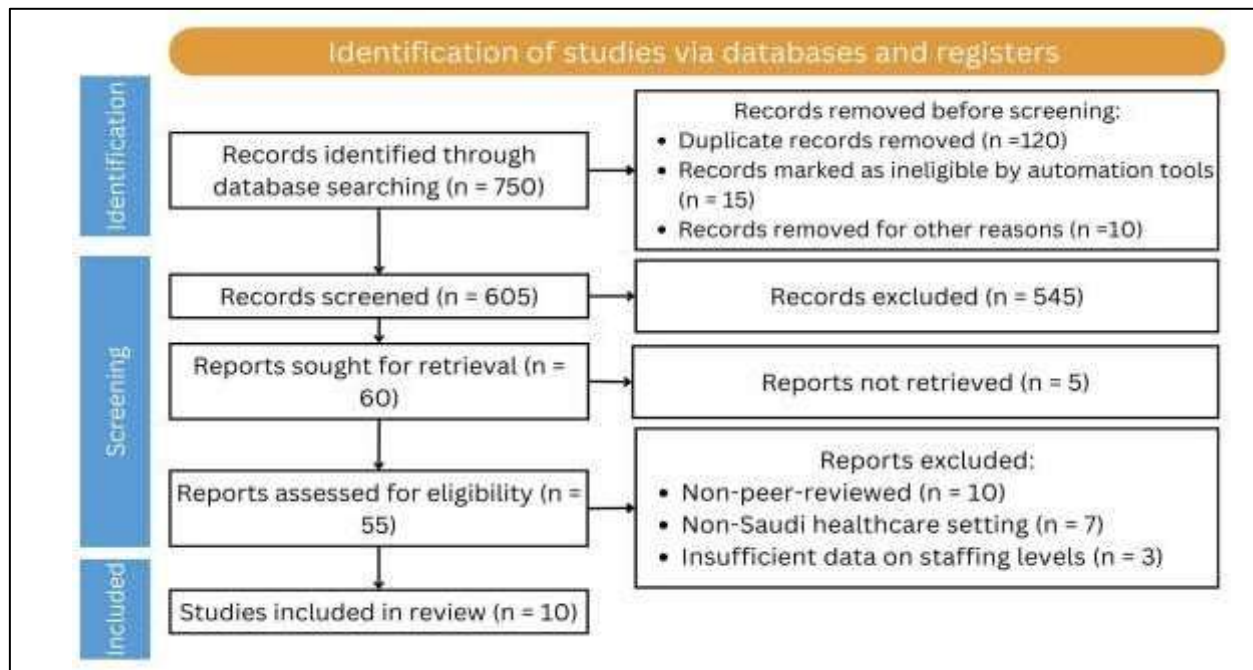 Identification of studies via databases and registers
Identification
Records identified through
database searching (n = 750)
Records removed before screening:
• Duplicate records removed (n =120)
• Records marked as ineligible by automation tools
(n = 15)
• Records removed for other reasons (n =10)
Screening
Records screened (n = 605)
Records excluded (n = 545)
Reports sought for retrieval (n =
60)
Reports not retrieved (n = 5)
Reports assessed for eligibility (n =
55)
Reports excluded:
• Non-peer-reviewed (n = 10)
• Non-Saudi healthcare setting (n = 7)
• Insufficient data on staffing levels (n = 3)
Included
Studies included in review (n = 10)